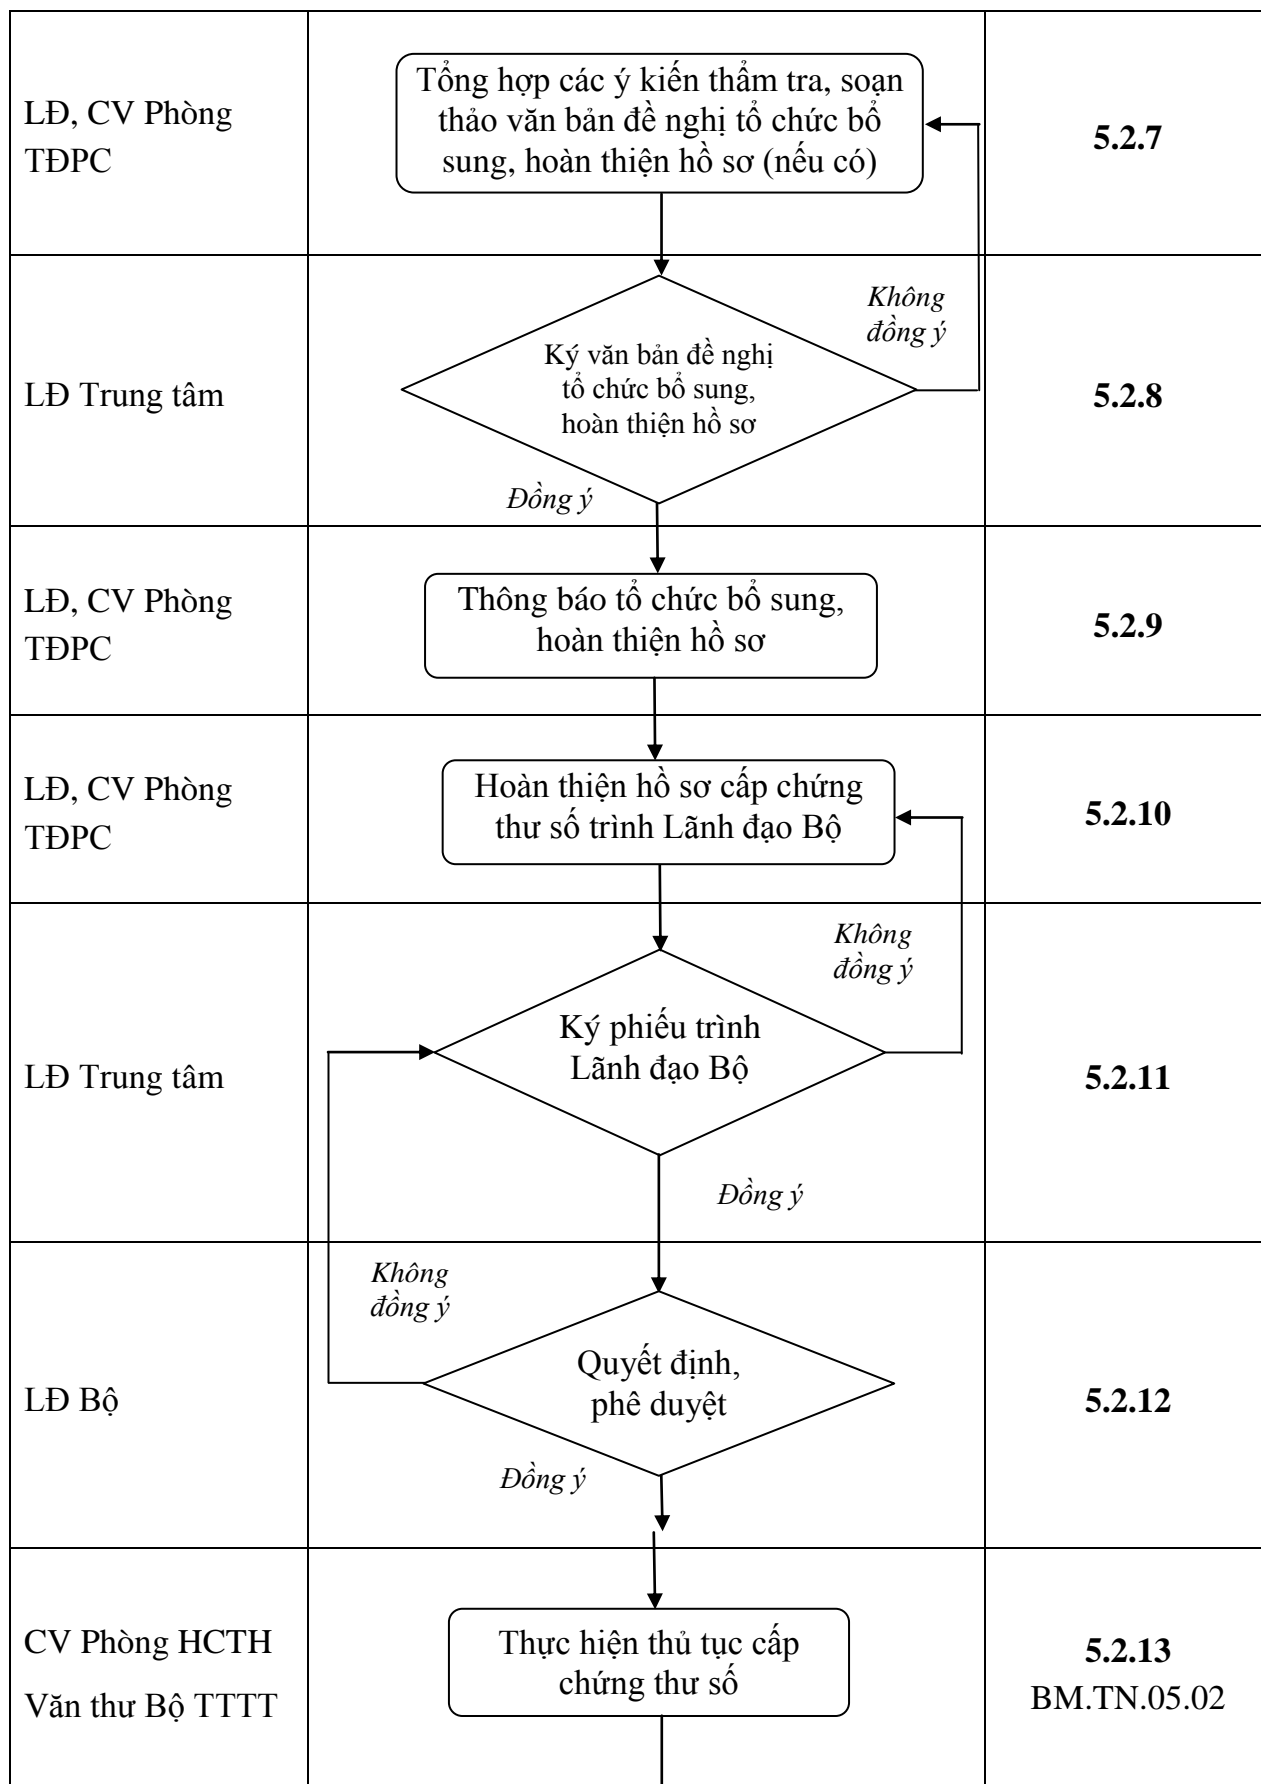 LĐ, CV Phòng
TĐPC
Tổng hợp các ý kiến thẩm tra, soạn
thảo văn bản đề nghị tổ chức bổ
sung, hoàn thiện hồ sơ (nếu có)
5.2.7
LĐ Trung tâm
Ký văn bản đề nghị
tổ chức bổ sung,
hoàn thiện hồ sơ
Không
đồng ý
Đồng ý
5.2.8
LĐ, CV Phòng
TĐPC
Thông báo tổ chức bổ sung,
hoàn thiện hồ sơ
5.2.9
LĐ, CV Phòng
TĐPC
Hoàn thiện hồ sơ cấp chứng
thư số trình Lãnh đạo Bộ
5.2.10
LĐ Trung tâm
Không
đồng ý
Ký phiếu trình
Lãnh đạo Bộ
Đồng ý
5.2.11
LĐ Bộ
Không
đồng ý
Quyết định,
phê duyệt
Đồng ý
5.2.12
CV Phòng HCTH
Văn thư Bộ TTTT
Thực hiện thủ tục cấp
chứng thư số
5.2.13
BM.TN.05.02